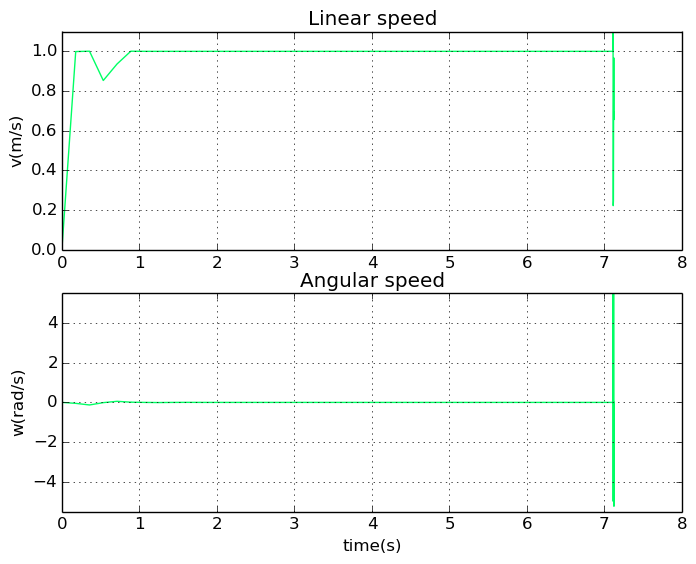 Linear speed
1.0
0.8
0.6
0.4
0.2
0.0
v(m/s)
0 1 2 3 4 5 6 7 8
Angular speed
4
2
0
−2
−4
w(rad/s)
0 1 2 3 4 5 6 7 8
time(s)